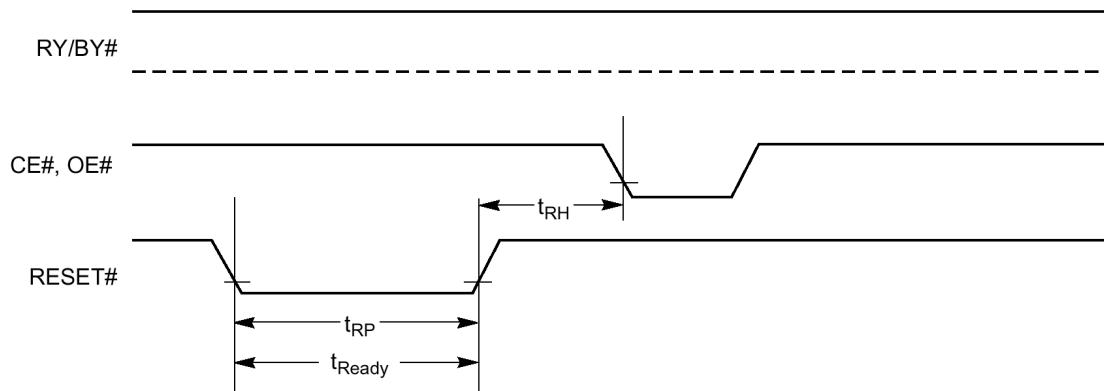 RY/BY#
CE#, OE#
tRH
RESET#
tRP
tReady